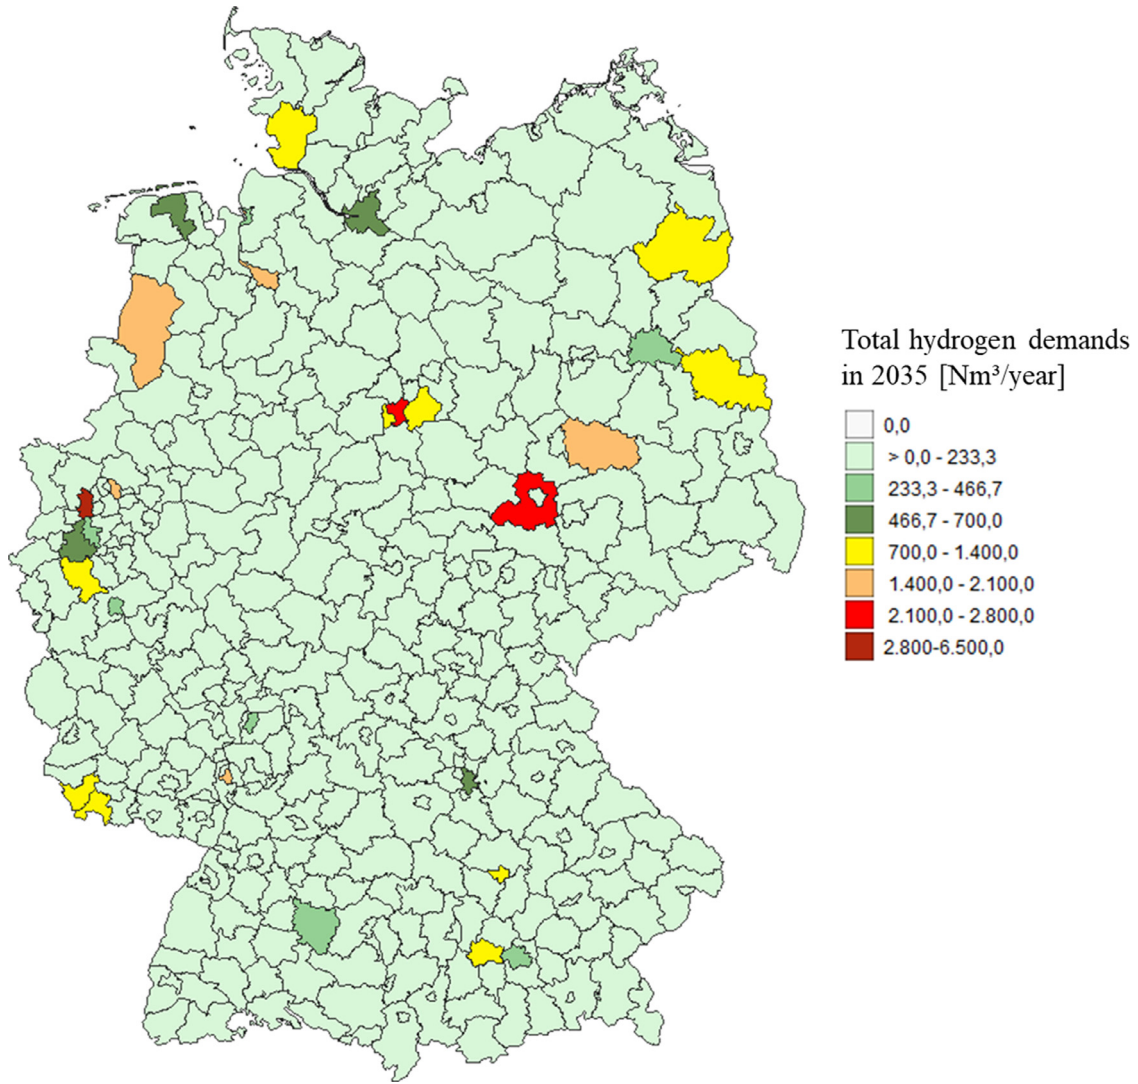 Total hydrogen demands
in 2035 [Nm³/year]
0,0
> 0,0 - 233,3
233,3 - 466,7
466,7 - 700,0
700,0 - 1.400,0
1.400,0 - 2.100,0
2.100,0 - 2.800,0
2.800-6.500,0